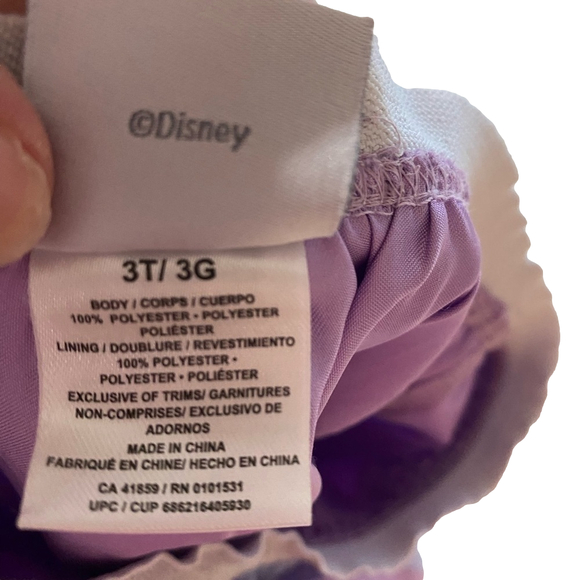 ©Disney
3T/ 3G
BODY / CORPS / CUERPO
100% POLYESTER • POLYESTER
POLIÉSTER
LINING / DOUBLURE / REVESTIMIENTO
100% POLYESTER •
POLYESTER • POLIÉSTER
EXCLUSIVE OF TRIMS/ GARNITURES
NON-COMPRISES/ EXCLUSIVO DE
ADORNOS
MADE IN CHINA
FABRIQUÉ EN CHINE/ HECHO EN CHINA
CA 41859 / RN 0101531
UPC / CUP 686216405930